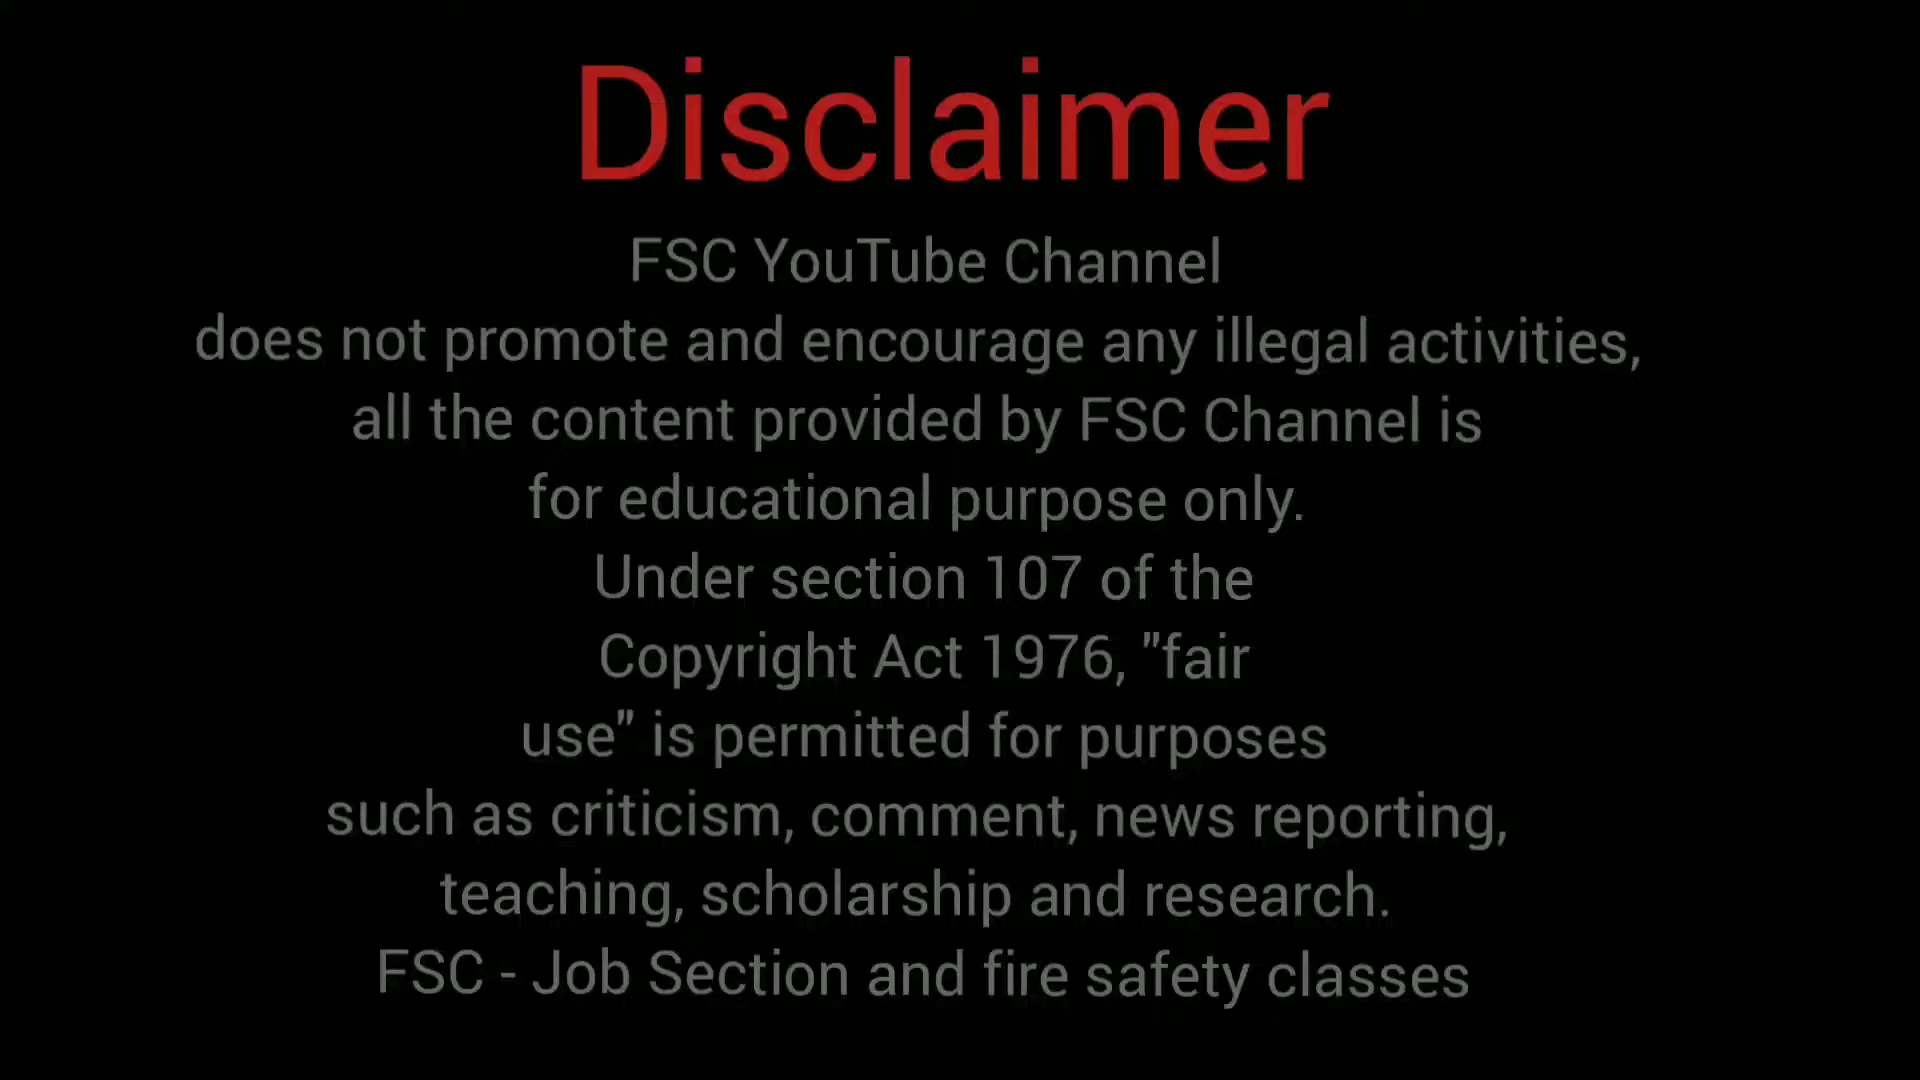 Disclaimer
FSC YouTube Channel
does not promote and encourage any illegal activities,
all the content provided by FSC Channel is
for educational purpose only.
Under section 107 of the
Copyright Act 1976, "fair
use" is permitted for purposes
such as criticism, comment, news reporting,
teaching, scholarship and research.
FSC - Job Section and fire safety classes